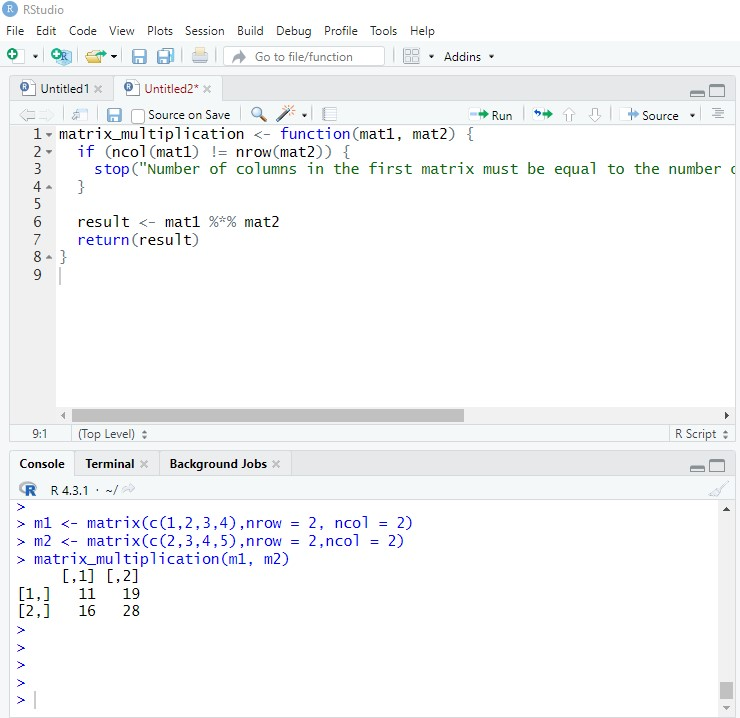 RStudio
File Edit Code View Plots Session Build Debug Profile Tools Help
Go to file/function Addins
Untitled1 Untitled2*
Source on Save Run Source
1 matrix_multiplication <- function(mat1, mat2) {
2   if (ncol(mat1) != nrow(mat2)) {
3     stop("Number of columns in the first matrix must be equal to the number
4   }
5
6   result <- mat1 %*% mat2
7   return(result)
8 }
9
9:1 (Top Level) R Script
Console Terminal Background Jobs
R 4.3.1 · ~/
>
> m1 <- matrix(c(1,2,3,4),nrow = 2, ncol = 2)
> m2 <- matrix(c(2,3,4,5),nrow = 2,ncol = 2)
> matrix_multiplication(m1, m2)
     [,1] [,2]
[1,]   11   19
[2,]   16   28
>
>
>
>
>